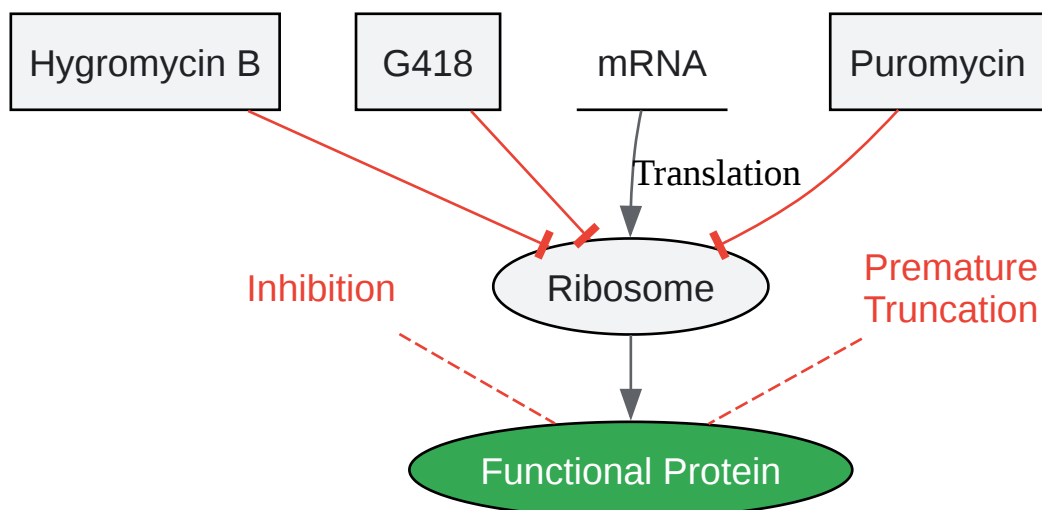 Hygromycin B
G418
mRNA
Puromycin
Translation
Inhibition
Ribosome
Premature
Truncation
Functional Protein